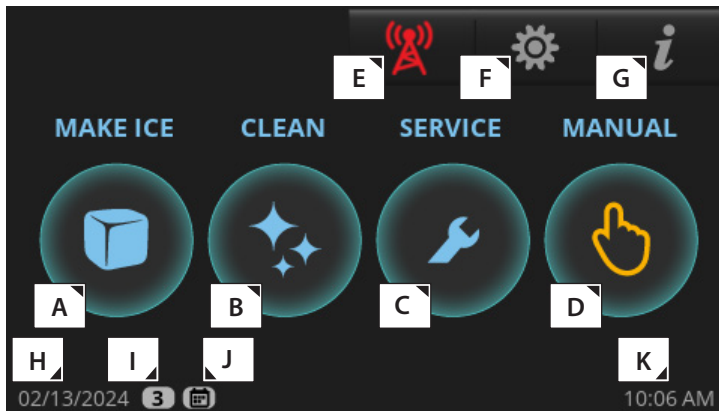 E F G
MAKE ICE CLEAN SERVICE MANUAL
A B C D
H I J K
02/13/2024 3 10:06 AM